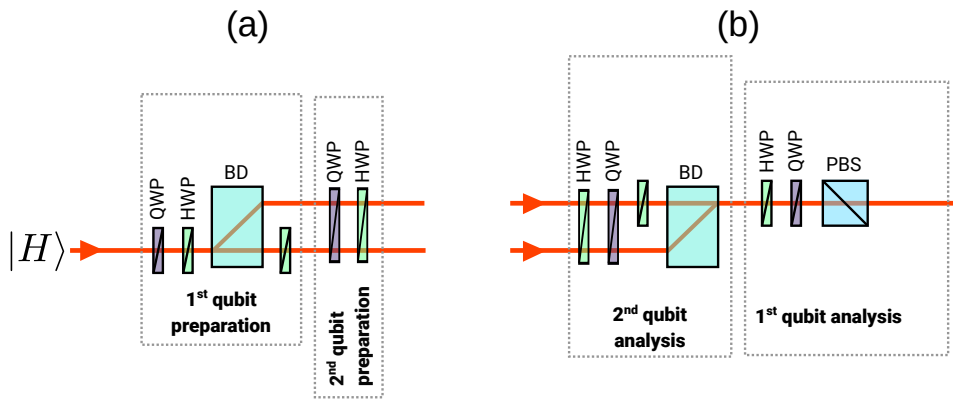 (a)
QWP
HWP
BD
QWP
HWP
|H⟩
1st qubit
preparation
2nd qubit
preparation
(b)
HWP
QWP
BD
HWP
QWP
PBS
2nd qubit
analysis
1st qubit analysis